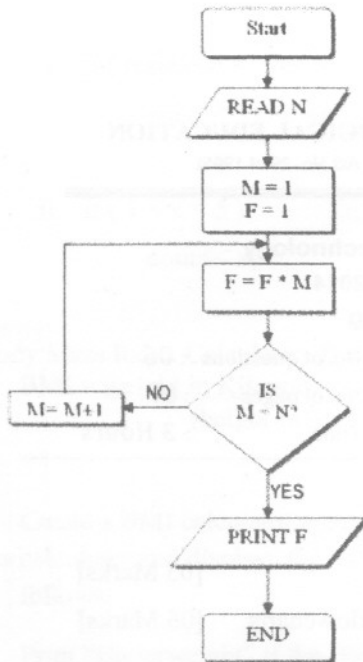 Start
READ N
M = 1
F = 1
F = F * M
IS
M = N?
NO
M= M+1
YES
PRINT F
END